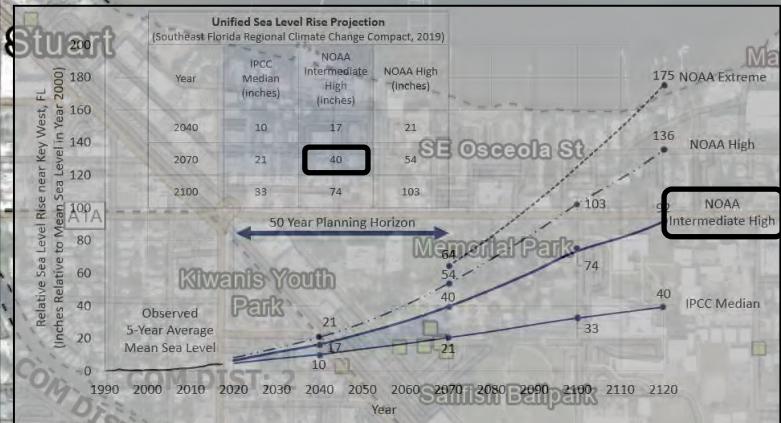 Stuart
Unified Sea Level Rise Projection
(Southeast Florida Regional Climate Change Compact, 2019)
Year
IPCC
Median
(inches)
NOAA
Intermediate
High
(inches)
NOAA High
(inches)
2040 10 17 21
2070 21 40 54
2100 33 74 103
Relative Sea Level Rise near Key West, FL
(Inches Relative to Mean Sea Level in Year 2000)
200
180
160
140
120
100
80
60
40
20
0
175 NOAA Extreme
136
NOAA High
SE Osceola St
103
NOAA
Intermediate High
A1A
50 Year Planning Horizon
Memorial Park
64
54
40
74
Kiwanis Youth
Park
40
IPCC Median
33
21
Observed
5-Year Average
Mean Sea Level
21
17
10
COM DIST: 2
COM DIS
Sailfish Ballpark
1990 2000 2010 2020 2030 2040 2050 2060 2070 2080 2090 2100 2110 2120
Year